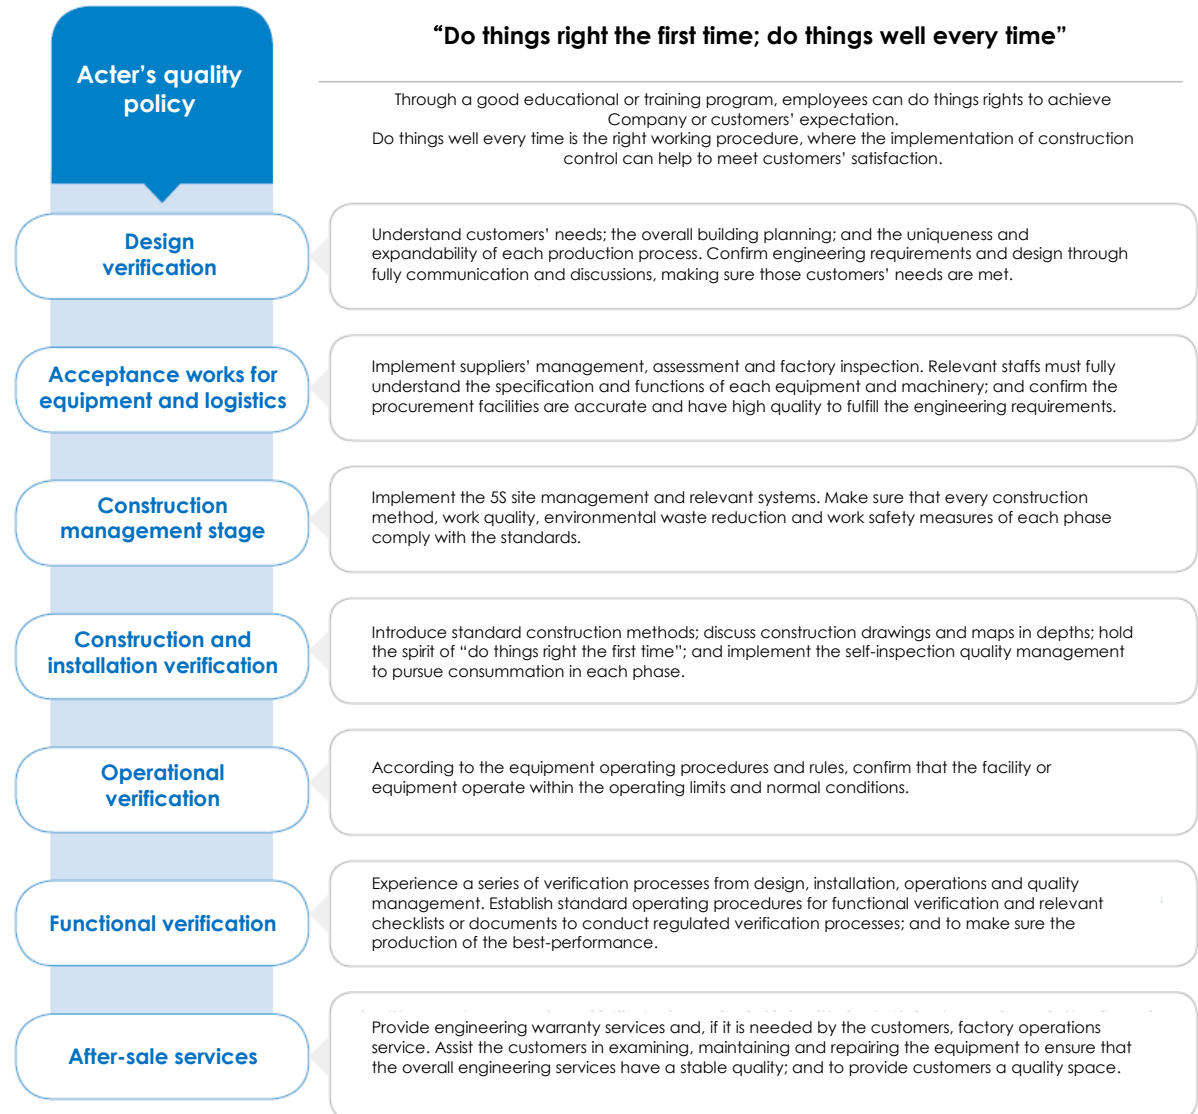 Acter’s quality
policy
“Do things right the first time; do things well every time”
Through a good educational or training program, employees can do things rights to achieve
Company or customers’ expectation.
Do things well every time is the right working procedure, where the implementation of construction
control can help to meet customers’ satisfaction.
Design
verification
Understand customers’ needs; the overall building planning; and the uniqueness and
expandability of each production process. Confirm engineering requirements and design through
fully communication and discussions, making sure those customers’ needs are met.
Acceptance works for
equipment and logistics
Implement suppliers’ management, assessment and factory inspection. Relevant staffs must fully
understand the specification and functions of each equipment and machinery; and confirm the
procurement facilities are accurate and have high quality to fulfill the engineering requirements.
Construction
management stage
Implement the 5S site management and relevant systems. Make sure that every construction
method, work quality, environmental waste reduction and work safety measures of each phase
comply with the standards.
Construction and
installation verification
Introduce standard construction methods; discuss construction drawings and maps in depths; hold
the spirit of “do things right the first time”; and implement the self-inspection quality management
to pursue consummation in each phase.
Operational
verification
According to the equipment operating procedures and rules, confirm that the facility or
equipment operate within the operating limits and normal conditions.
Functional verification
Experience a series of verification processes from design, installation, operations and quality
management. Establish standard operating procedures for functional verification and relevant
checklists or documents to conduct regulated verification processes; and to make sure the
production of the best-performance.
After-sale services
Provide engineering warranty services and, if it is needed by the customers, factory operations
service. Assist the customers in examining, maintaining and repairing the equipment to ensure that
the overall engineering services have a stable quality; and to provide customers a quality space.